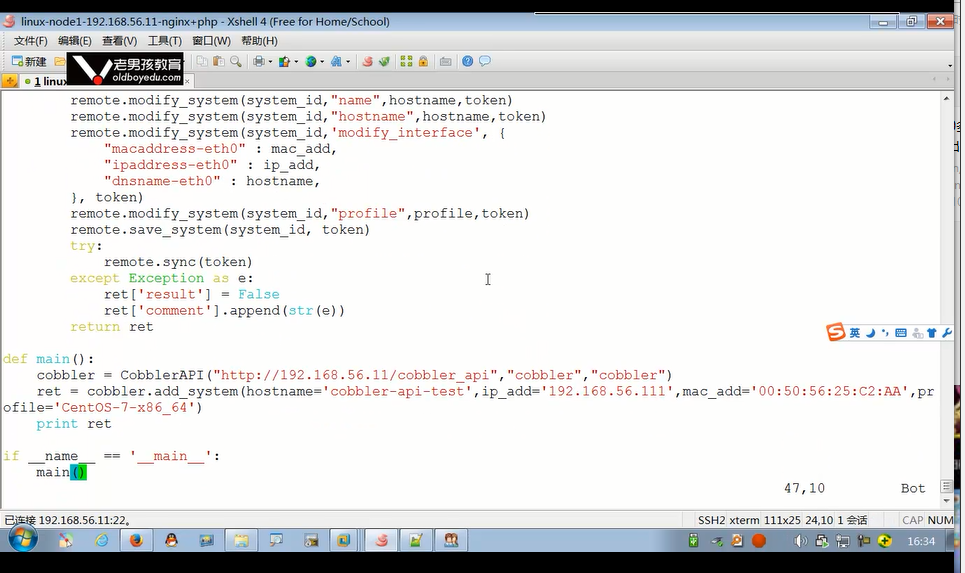 linux-node1-192.168.56.11-nginx+php - Xshell 4 (Free for Home/School)
文件(F) 编辑(E) 查看(V) 工具(T) 窗口(W) 帮助(H)
新建
老男孩教育
oldboyedu.com
1 linux
remote.modify_system(system_id,"name",hostname,token)
remote.modify_system(system_id,"hostname",hostname,token)
remote.modify_system(system_id,'modify_interface', {
"macaddress-eth0" : mac_add,
"ipaddress-eth0" : ip_add,
"dnsname-eth0" : hostname,
}, token)
remote.modify_system(system_id,"profile",profile,token)
remote.save_system(system_id, token)
try:
remote.sync(token)
except Exception as e:
ret['result'] = False
ret['comment'].append(str(e))
return ret
def main():
cobbler = CobblerAPI("http://192.168.56.11/cobbler_api","cobbler","cobbler")
ret = cobbler.add_system(hostname='cobbler-api-test',ip_add='192.168.56.111',mac_add='00:50:56:25:C2:AA',pr
ofile='CentOS-7-x86_64')
print ret
if __name__ == '__main__':
main()
47,10 Bot
英
已连接 192.168.56.11:22。 SSH2 xterm 111x25 24,10 1 会话 CAP NUM
16:34